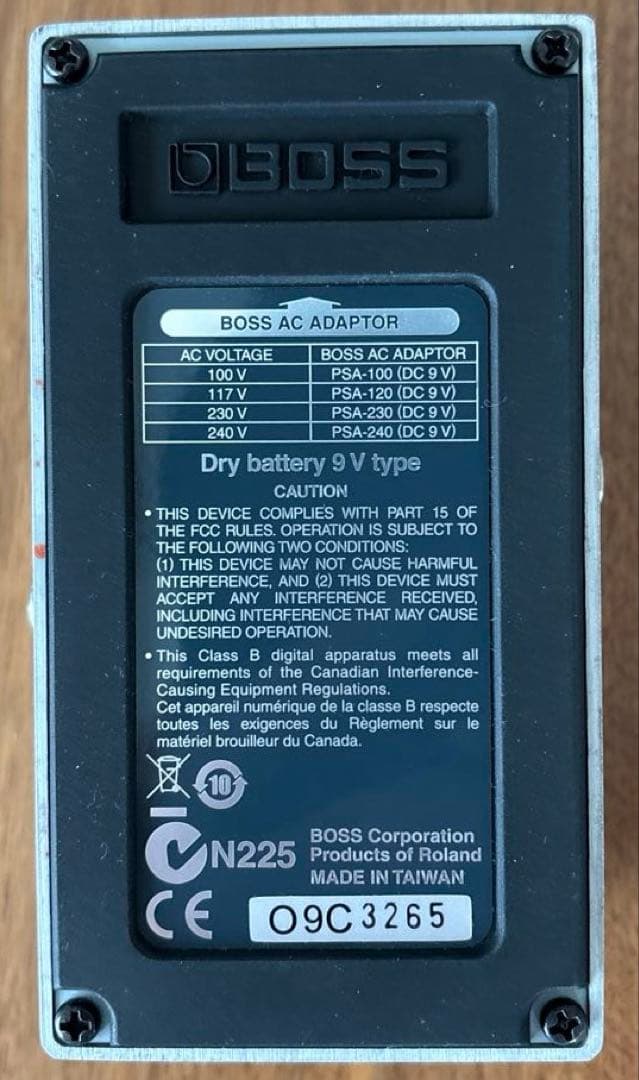 BOSS
BOSS AC ADAPTOR
AC VOLTAGE BOSS AC ADAPTOR
100 V PSA-100 (DC 9 V)
117 V PSA-120 (DC 9 V)
230 V PSA-230 (DC 9 V)
240 V PSA-240 (DC 9 V)
Dry battery 9 V type
CAUTION
• THIS DEVICE COMPLIES WITH PART 15 OF
THE FCC RULES. OPERATION IS SUBJECT TO
THE FOLLOWING TWO CONDITIONS:
(1) THIS DEVICE MAY NOT CAUSE HARMFUL
INTERFERENCE, AND (2) THIS DEVICE MUST
ACCEPT ANY INTERFERENCE RECEIVED,
INCLUDING INTERFERENCE THAT MAY CAUSE
UNDESIRED OPERATION.
• This Class B digital apparatus meets all
requirements of the Canadian Interference-
Causing Equipment Regulations.
Cet appareil numérique de la classe B respecte
toutes les exigences du Règlement sur le
matériel brouilleur du Canada.
10
N225
BOSS Corporation
Products of Roland
MADE IN TAIWAN
CE
O9C3265